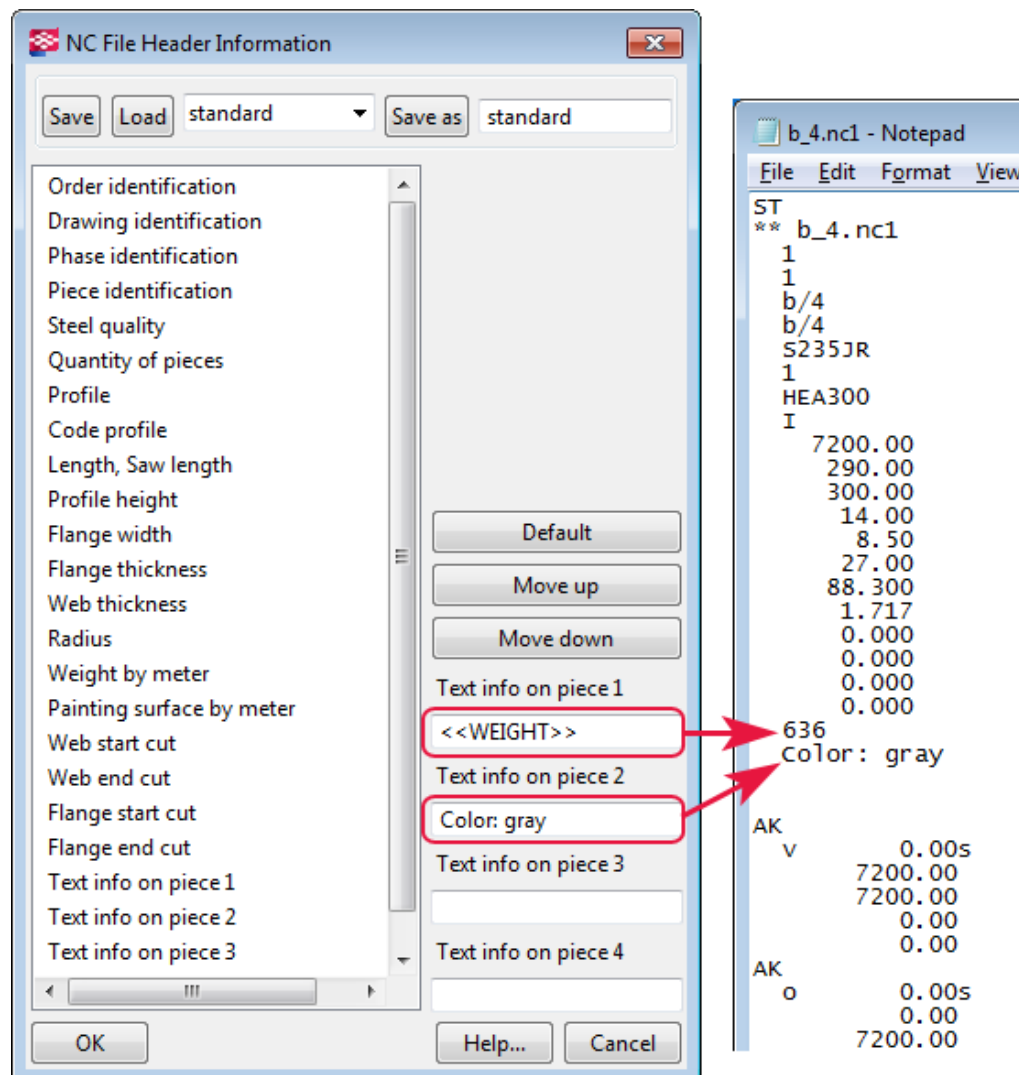 NC File Header Information
Save Load standard Save as standard
Order identification
Drawing identification
Phase identification
Piece identification
Steel quality
Quantity of pieces
Profile
Code profile
Length, Saw length
Profile height
Flange width
Flange thickness
Web thickness
Radius
Weight by meter
Painting surface by meter
Web start cut
Web end cut
Flange start cut
Flange end cut
Text info on piece 1
Text info on piece 2
Text info on piece 3
Default
Move up
Move down
Text info on piece 1
<<WEIGHT>>
Text info on piece 2
Color: gray
Text info on piece 3
Text info on piece 4
OK Help... Cancel
b_4.nc1 - Notepad
File Edit Format View
ST
** b_4.nc1
1
1
b/4
b/4
S235JR
1
HEA300
I
7200.00
290.00
300.00
14.00
8.50
27.00
88.300
1.717
0.000
0.000
0.000
0.000
636
Color: gray
AK
v 0.00s
7200.00
7200.00
0.00
0.00
AK
o 0.00s
0.00
7200.00